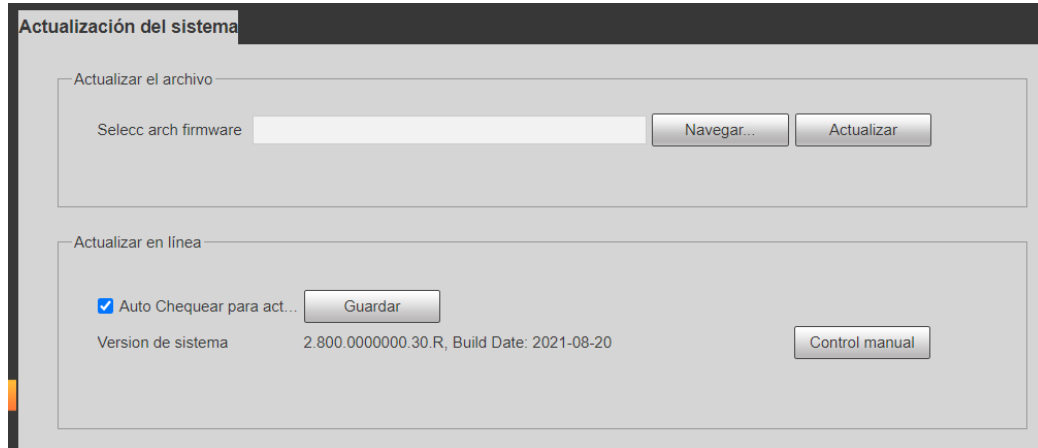 Actualización del sistema
Actualizar el archivo
Selecc arch firmware Navegar... Actualizar
Actualizar en línea
Auto Chequear para act... Guardar
Version de sistema 2.800.0000000.30.R, Build Date: 2021-08-20 Control manual